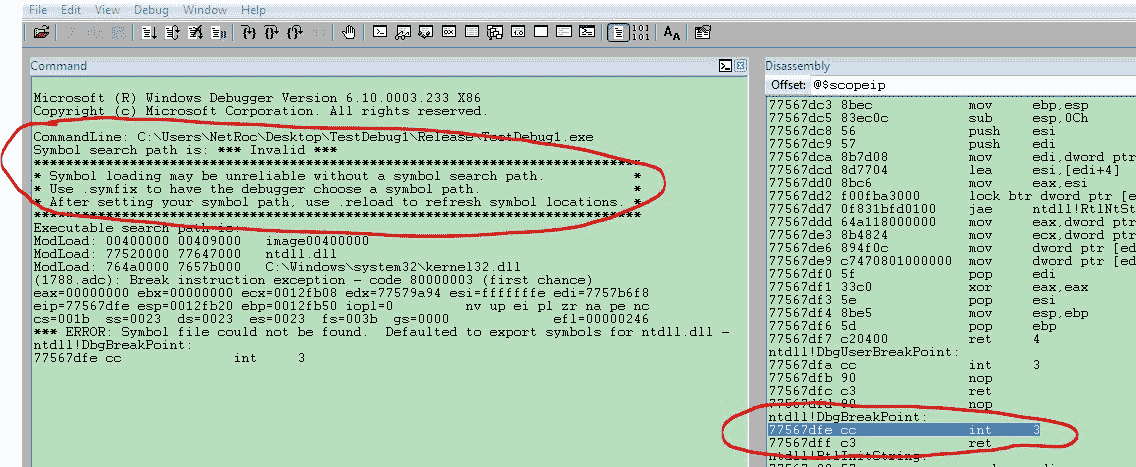 File Edit View Debug Window Help
Command
Microsoft (R) Windows Debugger Version 6.10.0003.233 X86
Copyright (c) Microsoft Corporation. All rights reserved.
CommandLine: C:\Users\NetRoc\Desktop\TestDebug1\Release\TestDebug1.exe
Symbol search path is: *** Invalid ***
****************************************************************************
* Symbol loading may be unreliable without a symbol search path. *
* Use .symfix to have the debugger choose a symbol path. *
* After setting your symbol path, use .reload to refresh symbol locations. *
****************************************************************************
Executable search path is:
ModLoad: 00400000 00409000 image00400000
ModLoad: 77520000 77647000 ntdll.dll
ModLoad: 764a0000 7657b000 C:\Windows\system32\kernel32.dll
(1788.adc): Break instruction exception - code 80000003 (first chance)
eax=00000000 ebx=00000000 ecx=0012fb08 edx=77579a94 esi=fffffffe edi=7757b6f8
eip=77567dfe esp=0012fb20 ebp=0012fb50 iopl=0 nv up ei pl zr na pe nc
cs=001b ss=0023 ds=0023 es=0023 fs=003b gs=0000 efl=00000246
*** ERROR: Symbol file could not be found. Defaulted to export symbols for ntdll.dll -
ntdll!DbgBreakPoint:
77567dfe cc int 3
Disassembly
Offset: @$scopeip
77567dc3 8bec mov ebp,esp
77567dc5 83ec0c sub esp,0Ch
77567dc8 56 push esi
77567dc9 57 push edi
77567dca 8b7d08 mov edi,dword ptr
77567dcd 8d7704 lea esi,[edi+4]
77567dd0 8bc6 mov eax,esi
77567dd2 f00fba3000 lock btr dword ptr [e
77567dd7 0f831bfd0100 jae ntdll!RtlNtSt
77567ddd 64a118000000 mov eax,dword ptr
77567de3 8b4824 mov ecx,dword ptr
77567de6 894f0c mov dword ptr [ed
77567de9 c7470801000000 mov dword ptr [ed
77567df0 5f pop edi
77567df1 33c0 xor eax,eax
77567df3 5e pop esi
77567df4 8be5 mov esp,ebp
77567df6 5d pop ebp
77567df7 c20400 ret 4
ntdll!DbgUserBreakPoint:
77567dfa cc int 3
77567dfb 90 nop
77567dfc c3 ret
77567dfd 90 nop
ntdll!DbgBreakPoint:
77567dfe cc int 3
77567dff c3 ret
ntdll!RtlInitString: